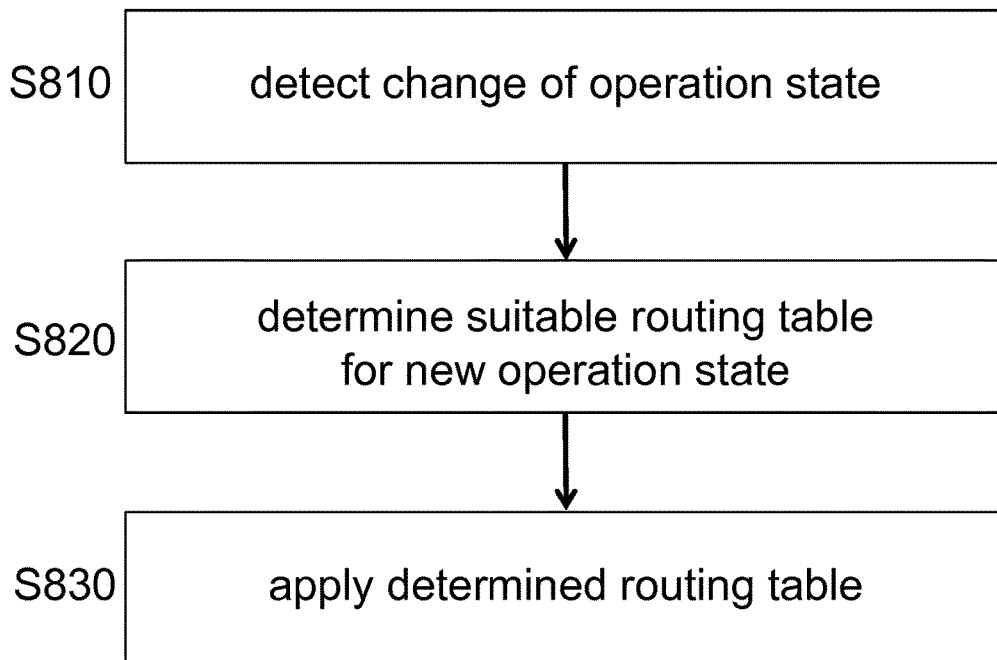 S810
detect change of operation state
S820
determine suitable routing table
for new operation state
S830
apply determined routing table